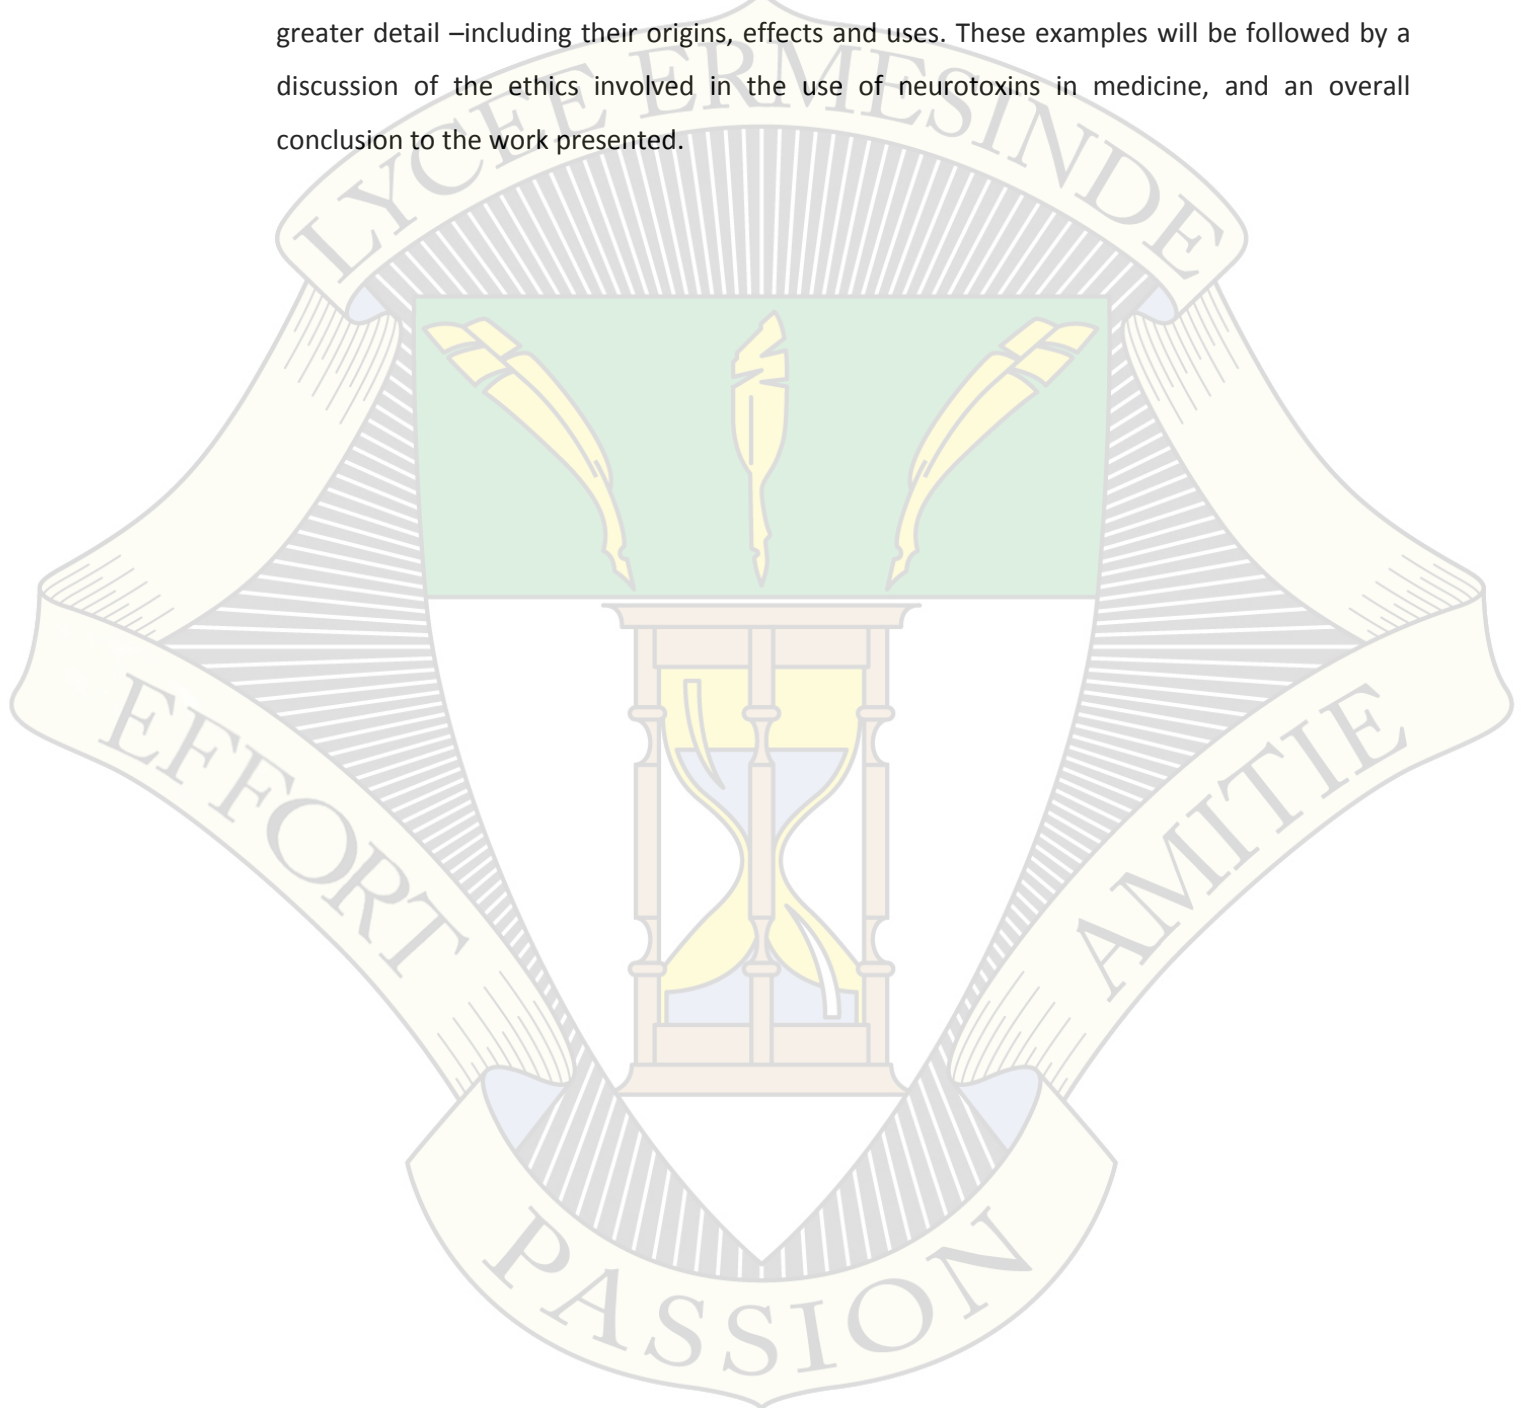 greater detail –including their origins, effects and uses. These examples will be followed by a
discussion of the ethics involved in the use of neurotoxins in medicine, and an overall
conclusion to the work presented.
LYCEE ERMESINDE
EFFORT
AMITIE
PASSION